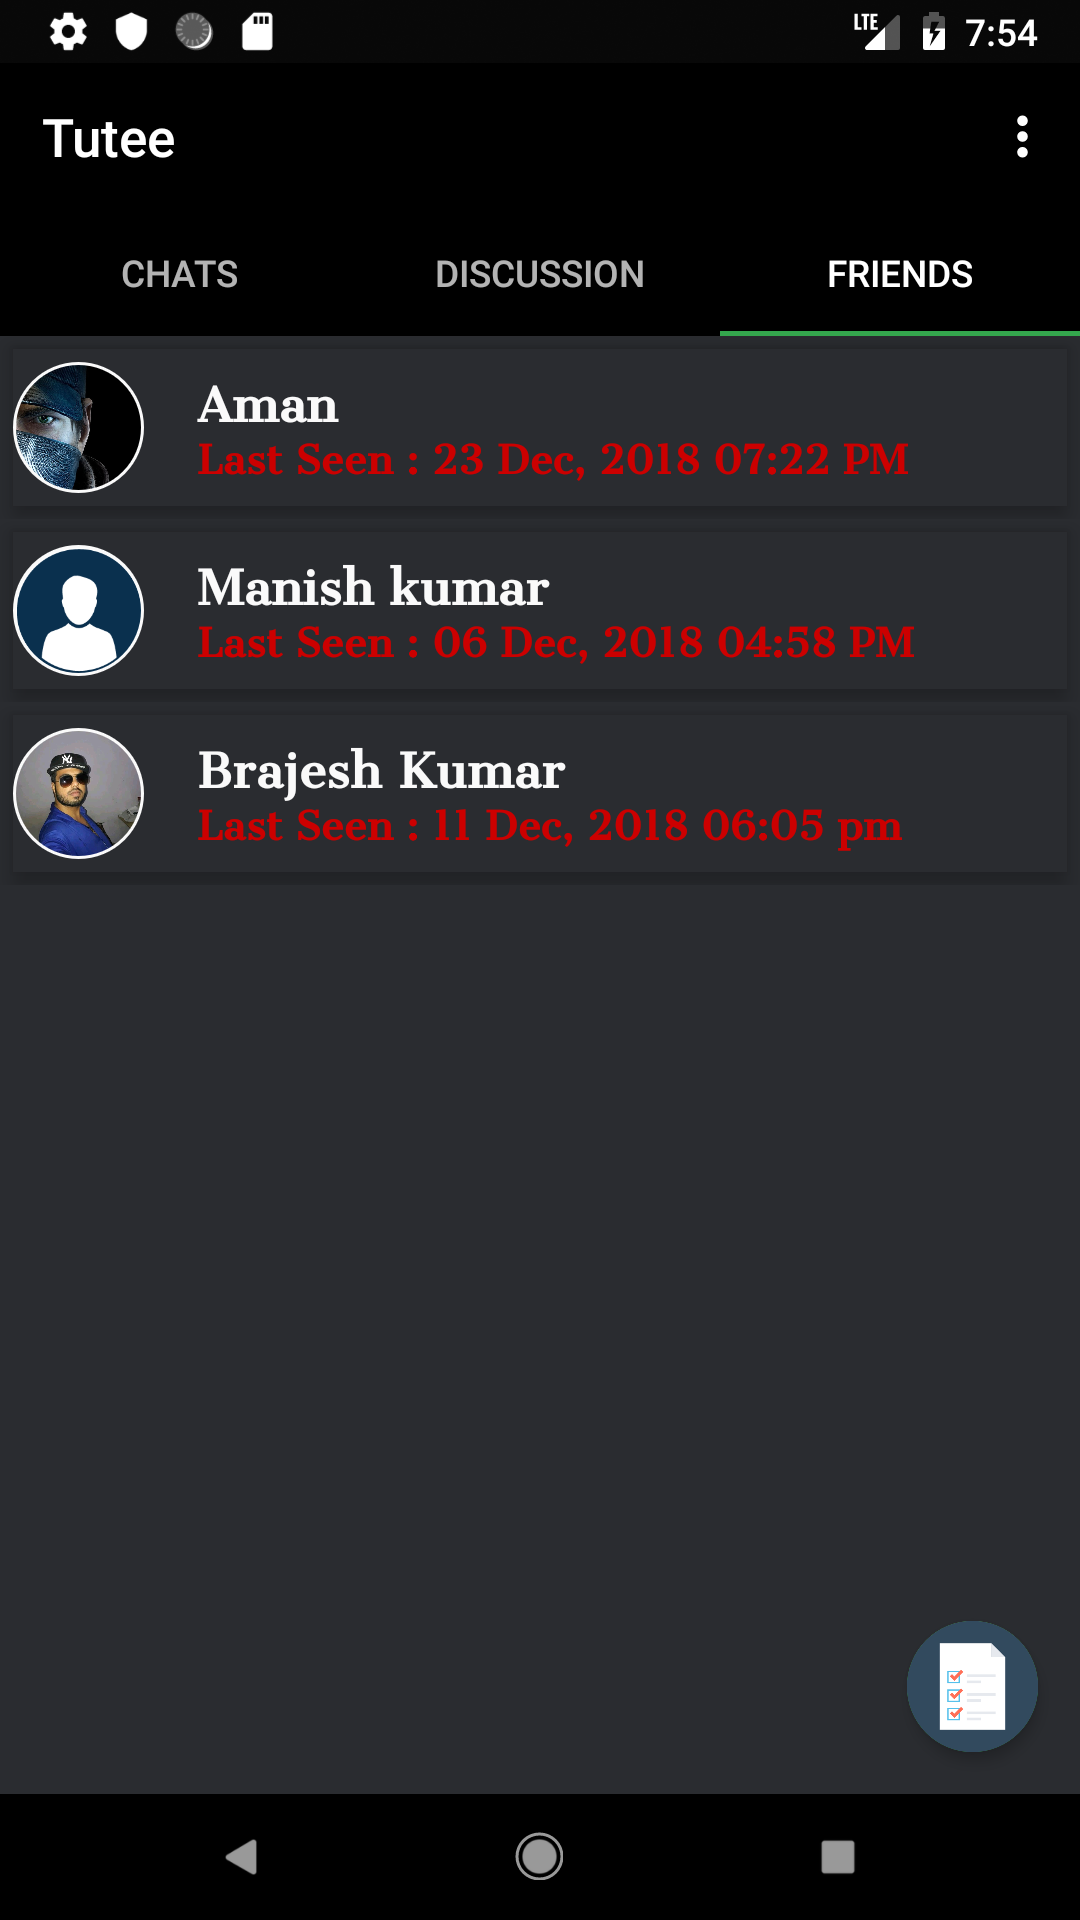 LTE 7:54
Tutee
CHATS DISCUSSION FRIENDS
Aman
Last Seen : 23 Dec, 2018 07:22 PM
Manish kumar
Last Seen : 06 Dec, 2018 04:58 PM
Brajesh Kumar
Last Seen : 11 Dec, 2018 06:05 pm